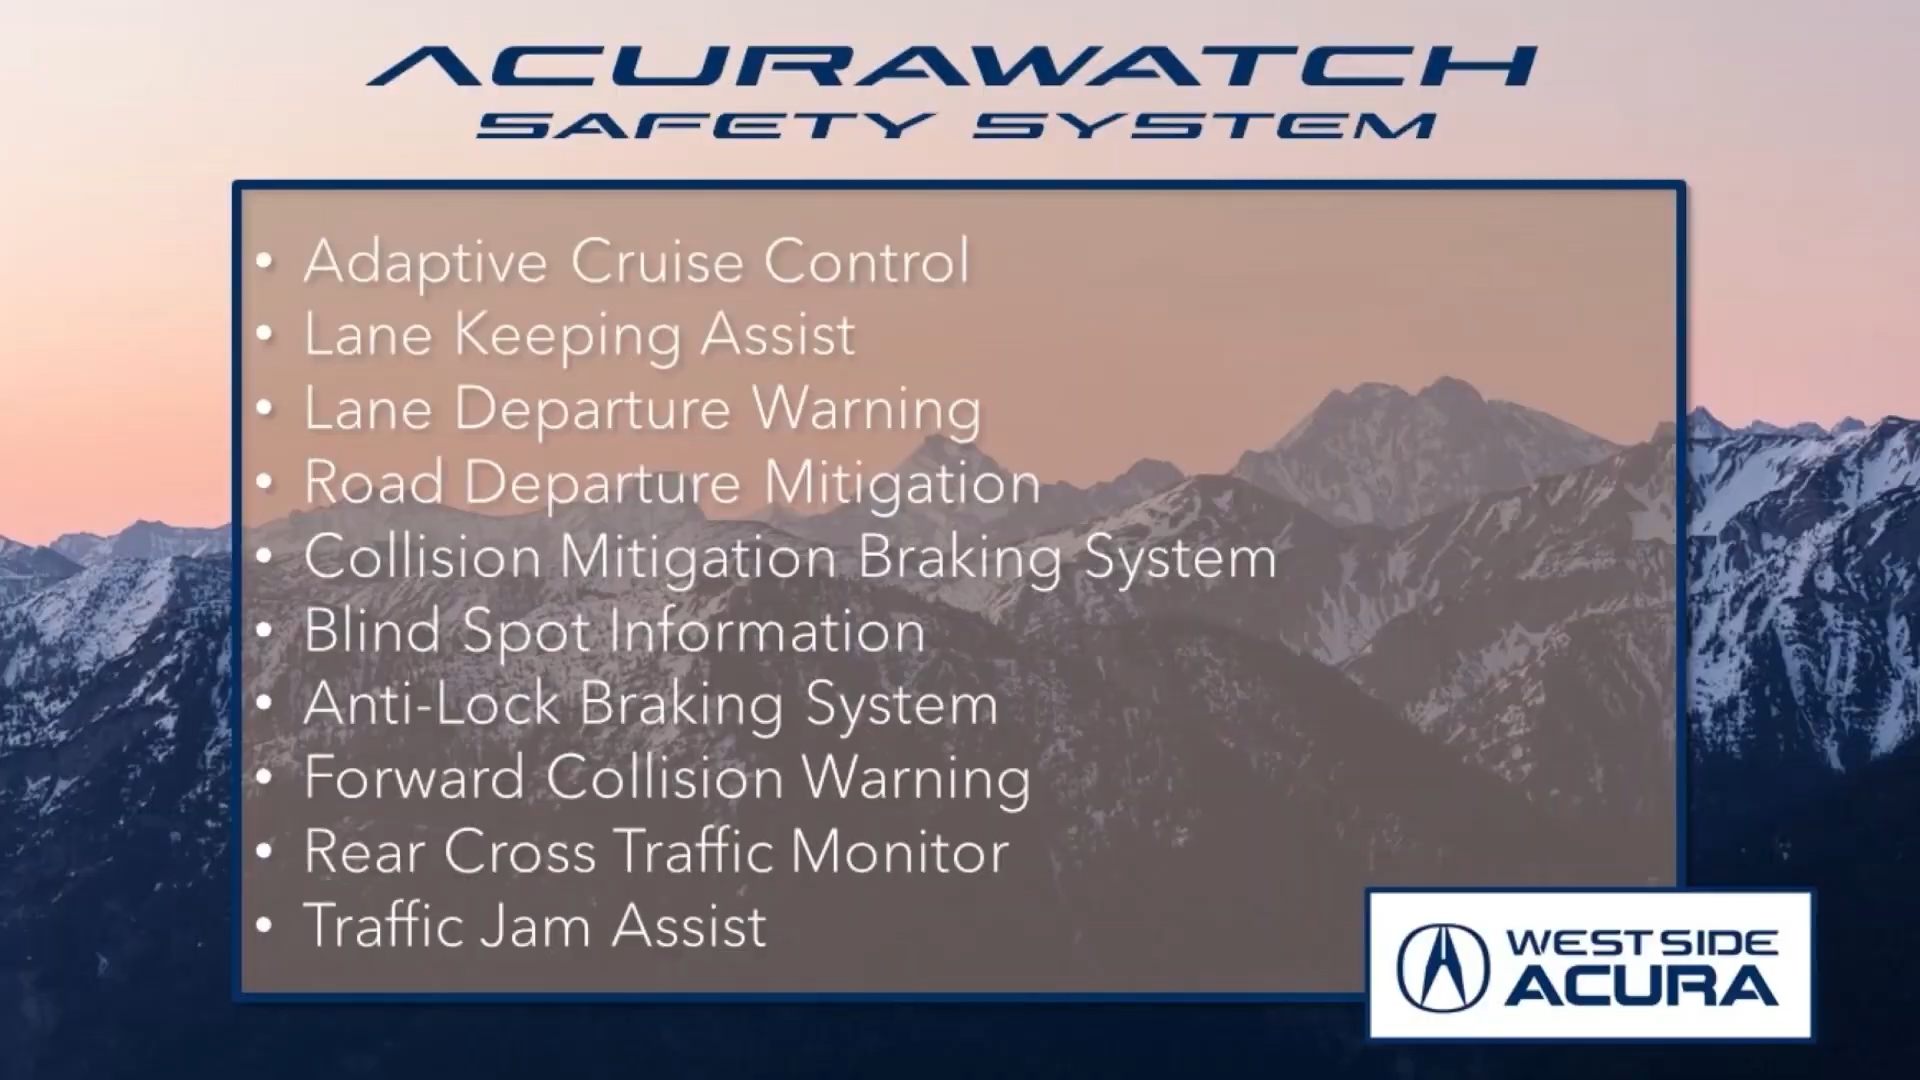 ACURAWATCH
SAFETY SYSTEM
• Adaptive Cruise Control
• Lane Keeping Assist
• Lane Departure Warning
• Road Departure Mitigation
• Collision Mitigation Braking System
• Blind Spot Information
• Anti-Lock Braking System
• Forward Collision Warning
• Rear Cross Traffic Monitor
• Traffic Jam Assist
WEST SIDE
ACURA